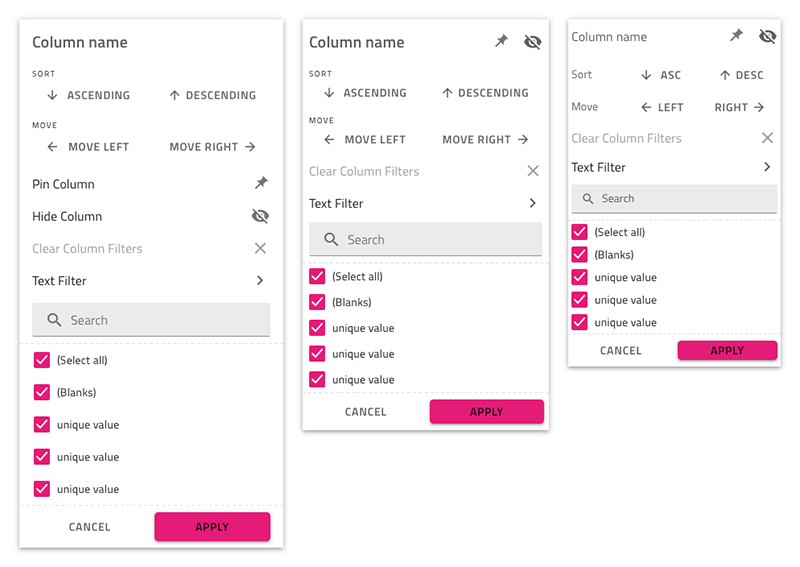 Column name
SORT
ASCENDING DESCENDING
MOVE
MOVE LEFT MOVE RIGHT
Pin Column
Hide Column
Clear Column Filters
Text Filter
Search
(Select all)
(Blanks)
unique value
unique value
unique value
CANCEL APPLY
Column name
SORT
ASCENDING DESCENDING
MOVE
MOVE LEFT MOVE RIGHT
Clear Column Filters
Text Filter
Search
(Select all)
(Blanks)
unique value
unique value
unique value
CANCEL APPLY
Column name
Sort ASC DESC
Move LEFT RIGHT
Clear Column Filters
Text Filter
Search
(Select all)
(Blanks)
unique value
unique value
unique value
CANCEL APPLY